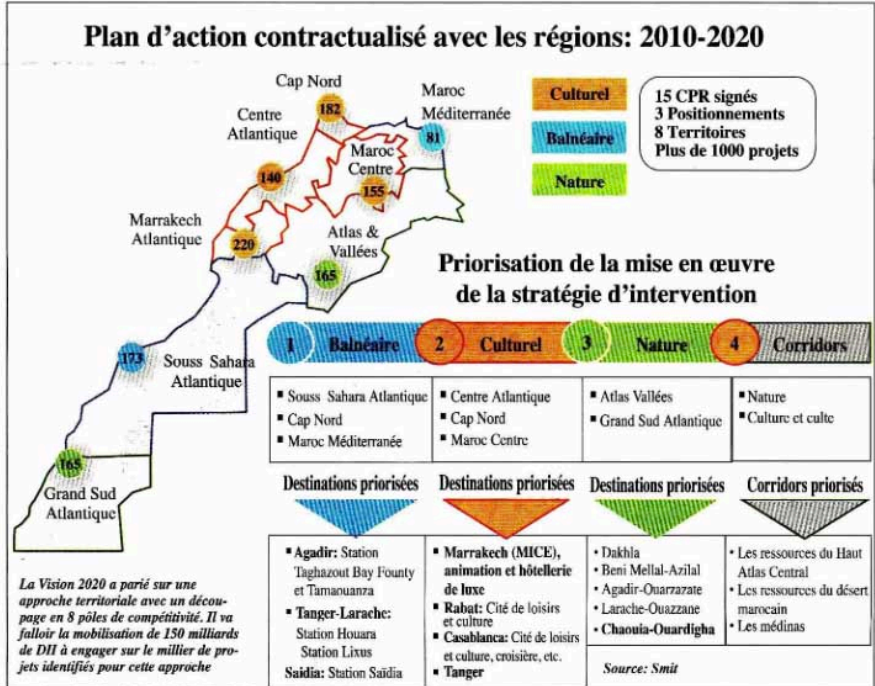 Plan d'action contractualisé avec les régions: 2010-2020
Cap Nord
182
Maroc
Méditerranée
81
Centre
Atlantique
140
Maroc
Centre
155
Marrakech
Atlantique
220
Atlas &
Vallées
165
173
Souss Sahara
Atlantique
165
Grand Sud
Atlantique
Culturel
Balnéaire
Nature
15 CPR signés
3 Positionnements
8 Territoires
Plus de 1000 projets
Priorisation de la mise en œuvre
de la stratégie d'intervention
1 Balnéaire
2 Culturel
3 Nature
4 Corridors
▪ Souss Sahara Atlantique
▪ Cap Nord
▪ Maroc Méditerranée
▪ Centre Atlantique
▪ Cap Nord
▪ Maroc Centre
▪ Atlas Vallées
▪ Grand Sud Atlantique
▪ Nature
▪ Culture et culte
Destinations priorisées
Destinations priorisées
Destinations priorisées
Corridors priorisés
▪ Agadir: Station
Taghazout Bay Founty
et Tamaouanza
▪ Tanger-Larache:
Station Houara
Station Lixus
Saidia: Station Saïdia
▪ Marrakech (MICE),
animation et hôtellerie
de luxe
▪ Rabat: Cité de loisirs
et culture
▪ Casablanca: Cité de loisirs
et culture, croisière, etc.
▪ Tanger
• Dakhla
• Beni Mellal-Azilal
• Agadir-Ouarzazate
• Larache-Ouazzane
• Chaouia-Ouardigha
• Les ressources du Haut
Atlas Central
• Les ressources du désert
marocain
• Les médinas
La Vision 2020 a parié sur une
approche territoriale avec un décou-
page en 8 pôles de compétitivité. Il va
falloir la mobilisation de 150 milliards
de DH à engager sur le millier de pro-
jets identifiés pour cette approche
Source: Smit